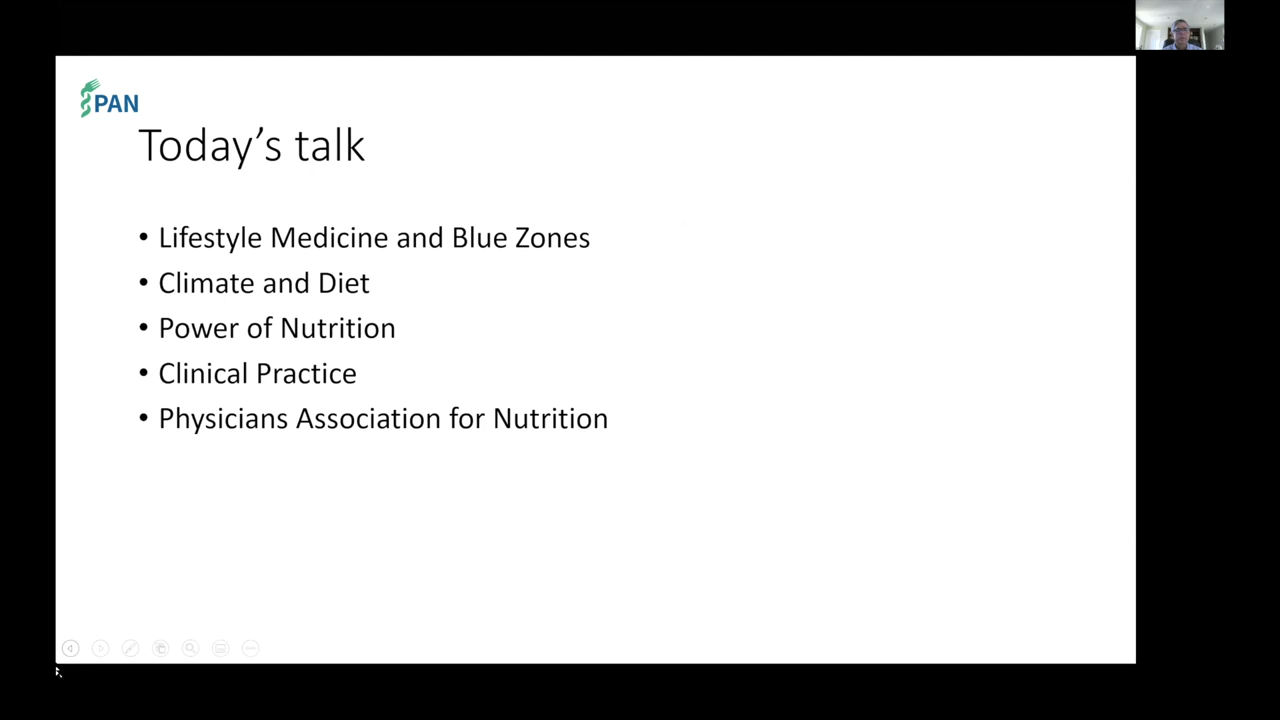 PAN
Today’s talk
• Lifestyle Medicine and Blue Zones
• Climate and Diet
• Power of Nutrition
• Clinical Practice
• Physicians Association for Nutrition